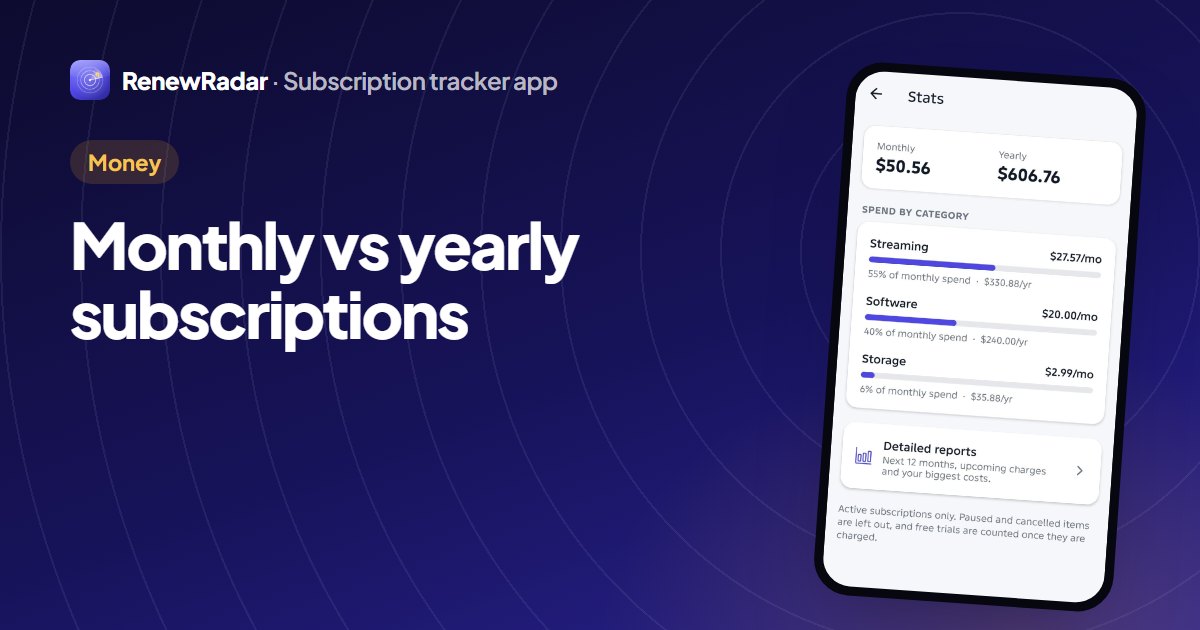 RenewRadar · Subscription tracker app
Money
Monthly vs yearly
subscriptions
Stats
Monthly
$50.56
Yearly
$606.76
SPEND BY CATEGORY
Streaming
$27.57/mo
55% of monthly spend · $330.88/yr
Software
$20.00/mo
40% of monthly spend · $240.00/yr
Storage
$2.99/mo
6% of monthly spend · $35.88/yr
Detailed reports
Next 12 months, upcoming charges
and your biggest costs.
Active subscriptions only. Paused and cancelled items
are left out, and free trials are counted once they are
charged.